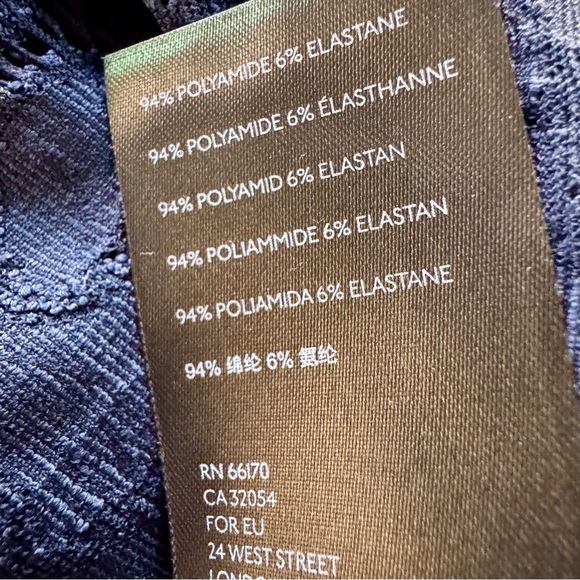 94% POLYAMIDE 6% ELASTANE
94% POLYAMIDE 6% ÉLASTHANNE
94% POLYAMID 6% ELASTAN
94% POLIAMMIDE 6% ELASTAN
94% POLIAMIDA 6% ELASTANE
94% 绵纶 6% 氨纶
RN 66170
CA 32054
FOR EU
24 WEST STREET